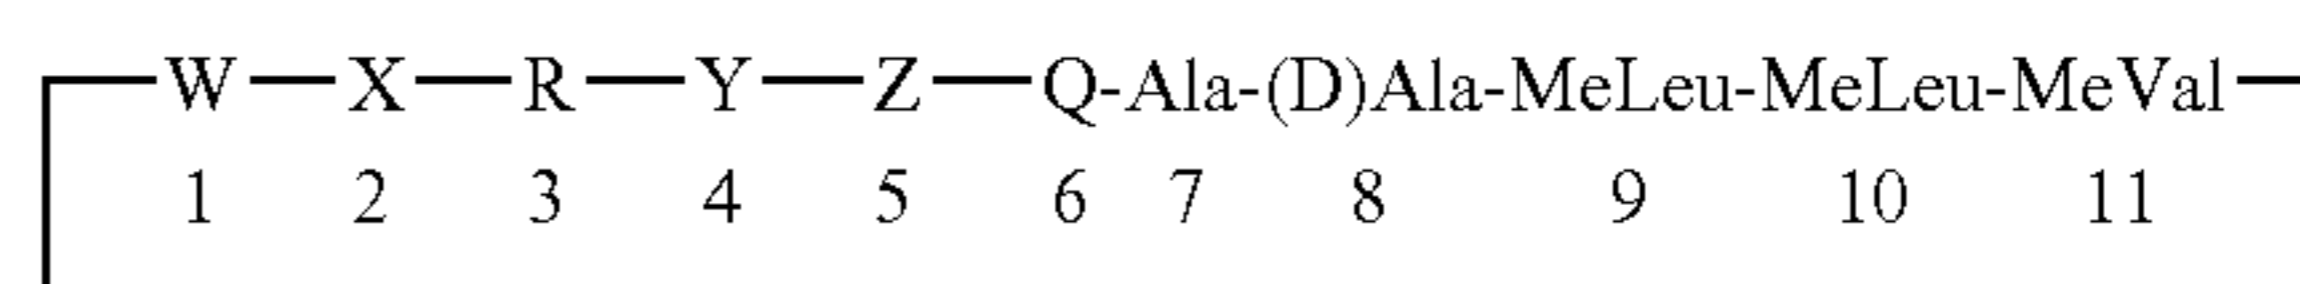 W—X—R—Y—Z—Q-Ala-(D)Ala-MeLeu-MeLeu-MeVal
1 2 3 4 5 6 7 8 9 10 11